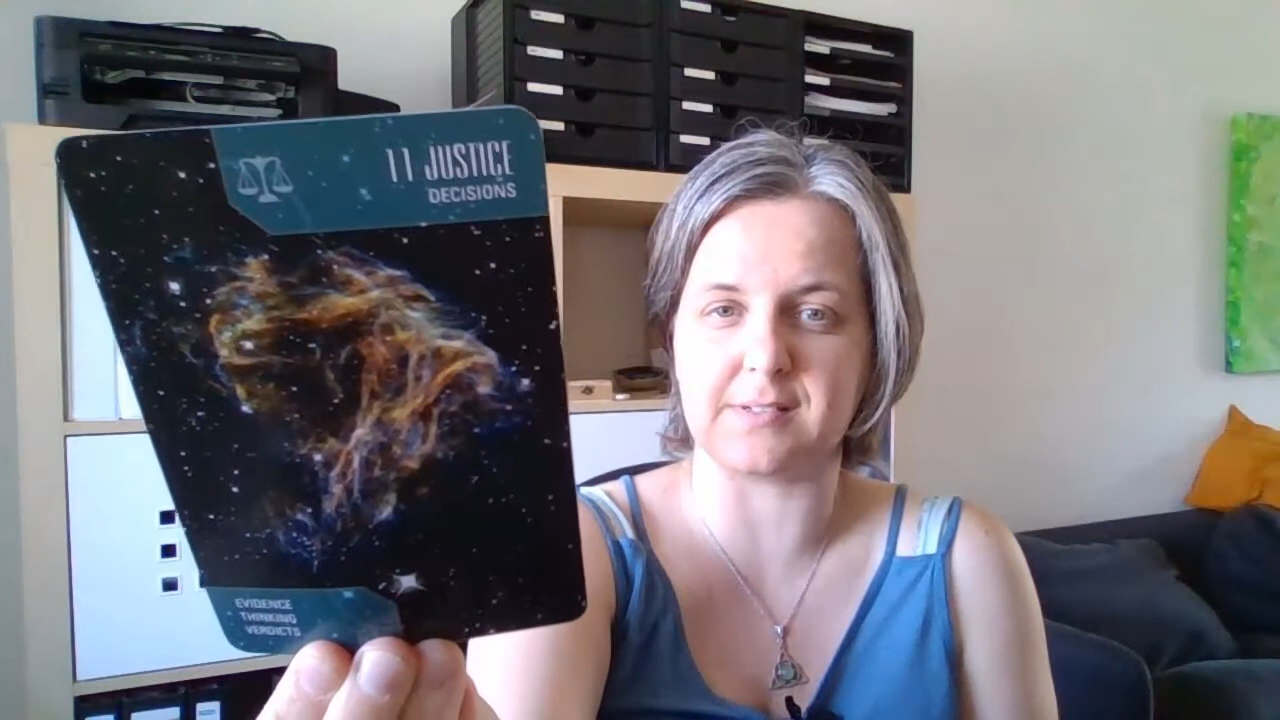 11 JUSTICE
DECISIONS
EVIDENCE
THINKING
VERDICTS